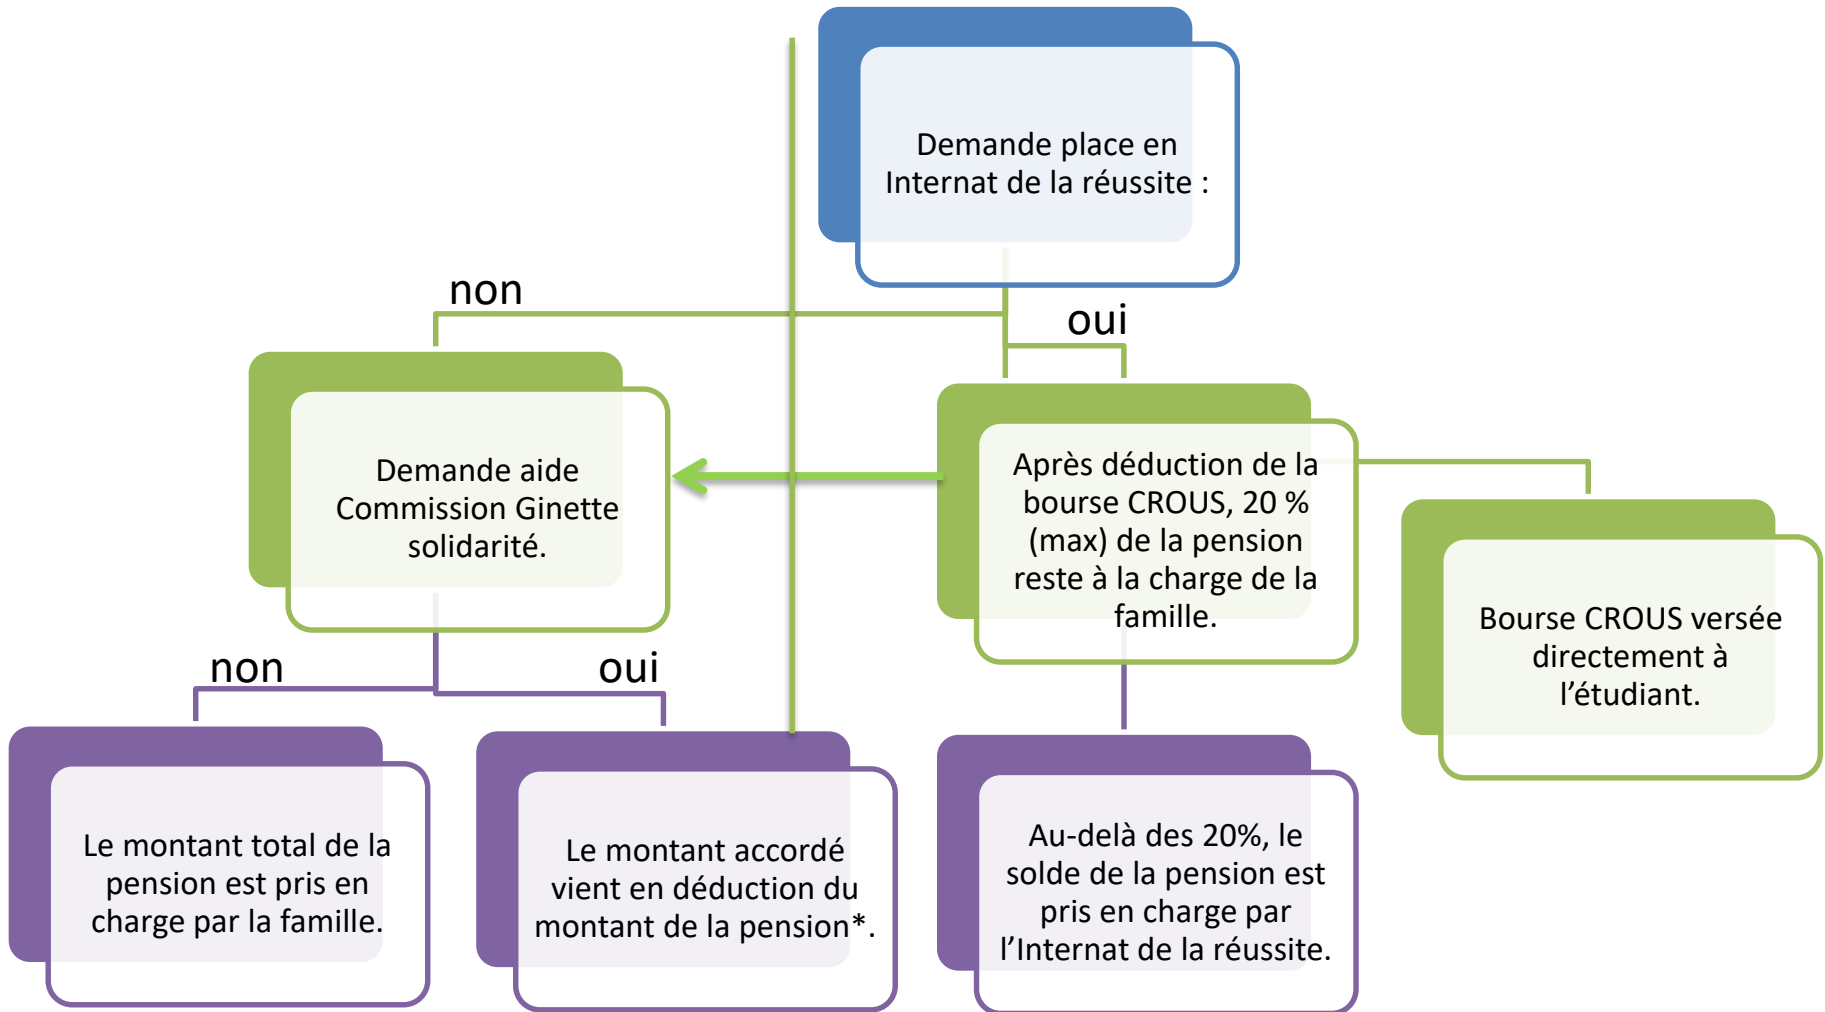 Demande place en
Internat de la réussite :
non
oui
Demande aide
Commission Ginette
solidarité.
Après déduction de la
bourse CROUS, 20 %
(max) de la pension
reste à la charge de la
famille.
Bourse CROUS versée
directement à
l’étudiant.
non
oui
Le montant total de la
pension est pris en
charge par la famille.
Le montant accordé
vient en déduction du
montant de la pension*.
Au-delà des 20%, le
solde de la pension est
pris en charge par
l’Internat de la réussite.